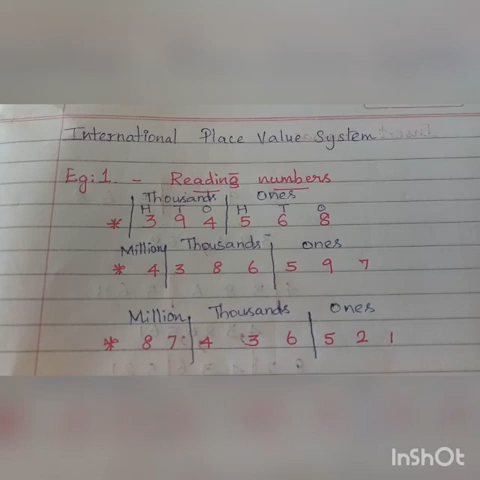 International Place Value System
Eg:1 - Reading numbers
Thousands Ones
H T O H T O
* 3 9 4 5 6 8
Million Thousands ones
* 4 3 8 6 5 9 7
Million Thousands ones
* 8 7 4 3 6 5 2 1
InShOt